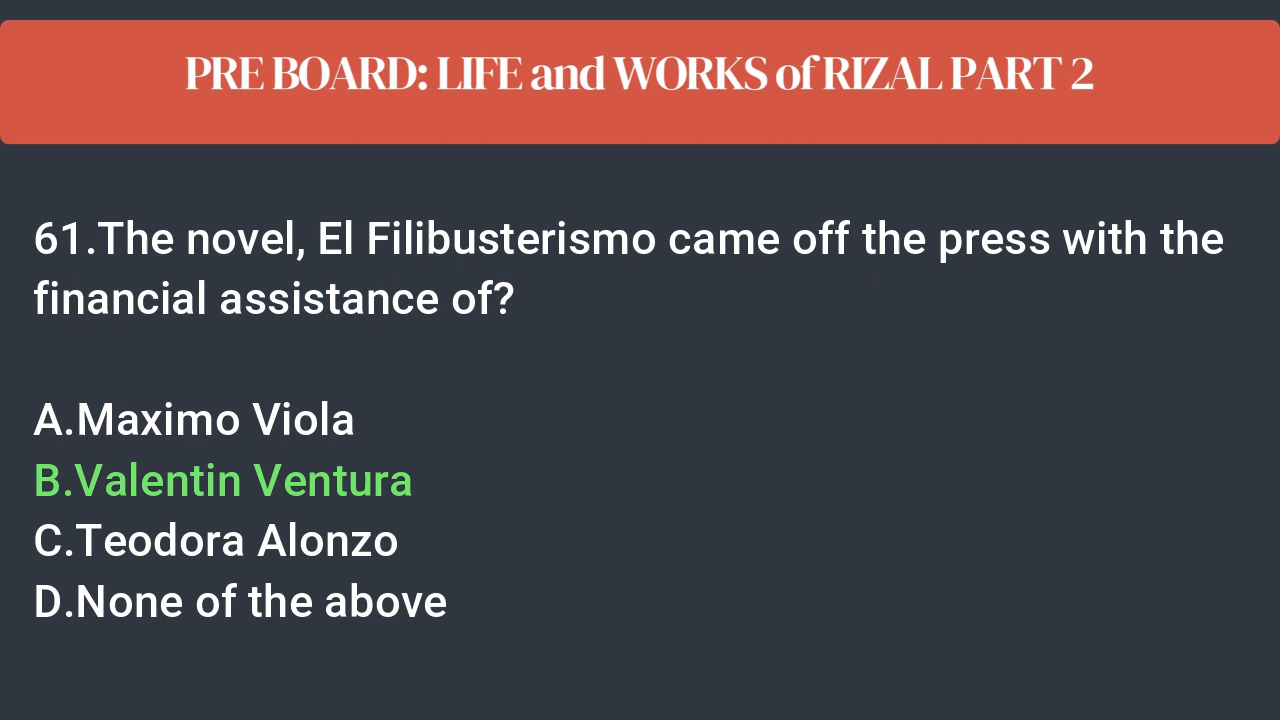 PRE BOARD: LIFE and WORKS of RIZAL PART 2
61.The novel, El Filibusterismo came off the press with the
financial assistance of?
A.Maximo Viola
B.Valentin Ventura
C.Teodora Alonzo
D.None of the above